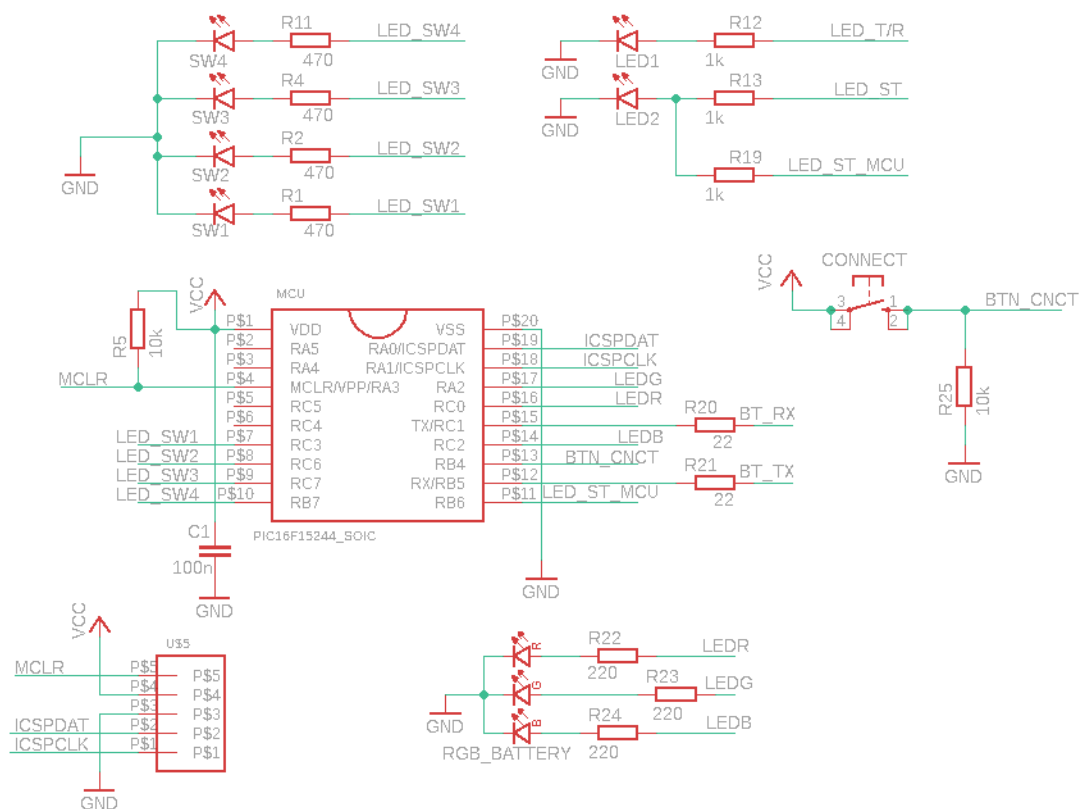 R11
LED_SW4
SW4
470
R4
LED_SW3
SW3
470
R2
LED_SW2
SW2
470
GND
R1
LED_SW1
SW1
470
R12
LED_T/R
LED1
1k
GND
R13
LED_ST
LED2
1k
GND
R19
LED_ST_MCU
1k
VCC
CONNECT
3
4
1
2
BTN_CNCT
R25
10k
GND
VCC
MCU
R5
10k
MCLR
P$1
P$2
P$3
P$4
P$5
P$6
P$7
P$8
P$9
P$10
LED_SW1
LED_SW2
LED_SW3
LED_SW4
VDD
RA5
RA4
MCLR/VPP/RA3
RC5
RC4
RC3
RC6
RC7
RB7
VSS
RA0/ICSPDAT
RA1/ICSPCLK
RA2
RC0
TX/RC1
RC2
RB4
RX/RB5
RB6
P$20
P$19
P$18
P$17
P$16
P$15
P$14
P$13
P$12
P$11
ICSPDAT
ICSPCLK
LEDG
LEDR
R20
BT_RX
22
LEDB
BTN_CNCT
R21
BT_TX
22
LED_ST_MCU
PIC16F15244_SOIC
C1
100n
GND
GND
VCC
U$5
MCLR
ICSPDAT
ICSPCLK
P$5
P$4
P$3
P$2
P$1
P$5
P$4
P$3
P$2
P$1
GND
R
G
B
GND
RGB_BATTERY
R22
LEDR
220
R23
LEDG
220
R24
LEDB
220